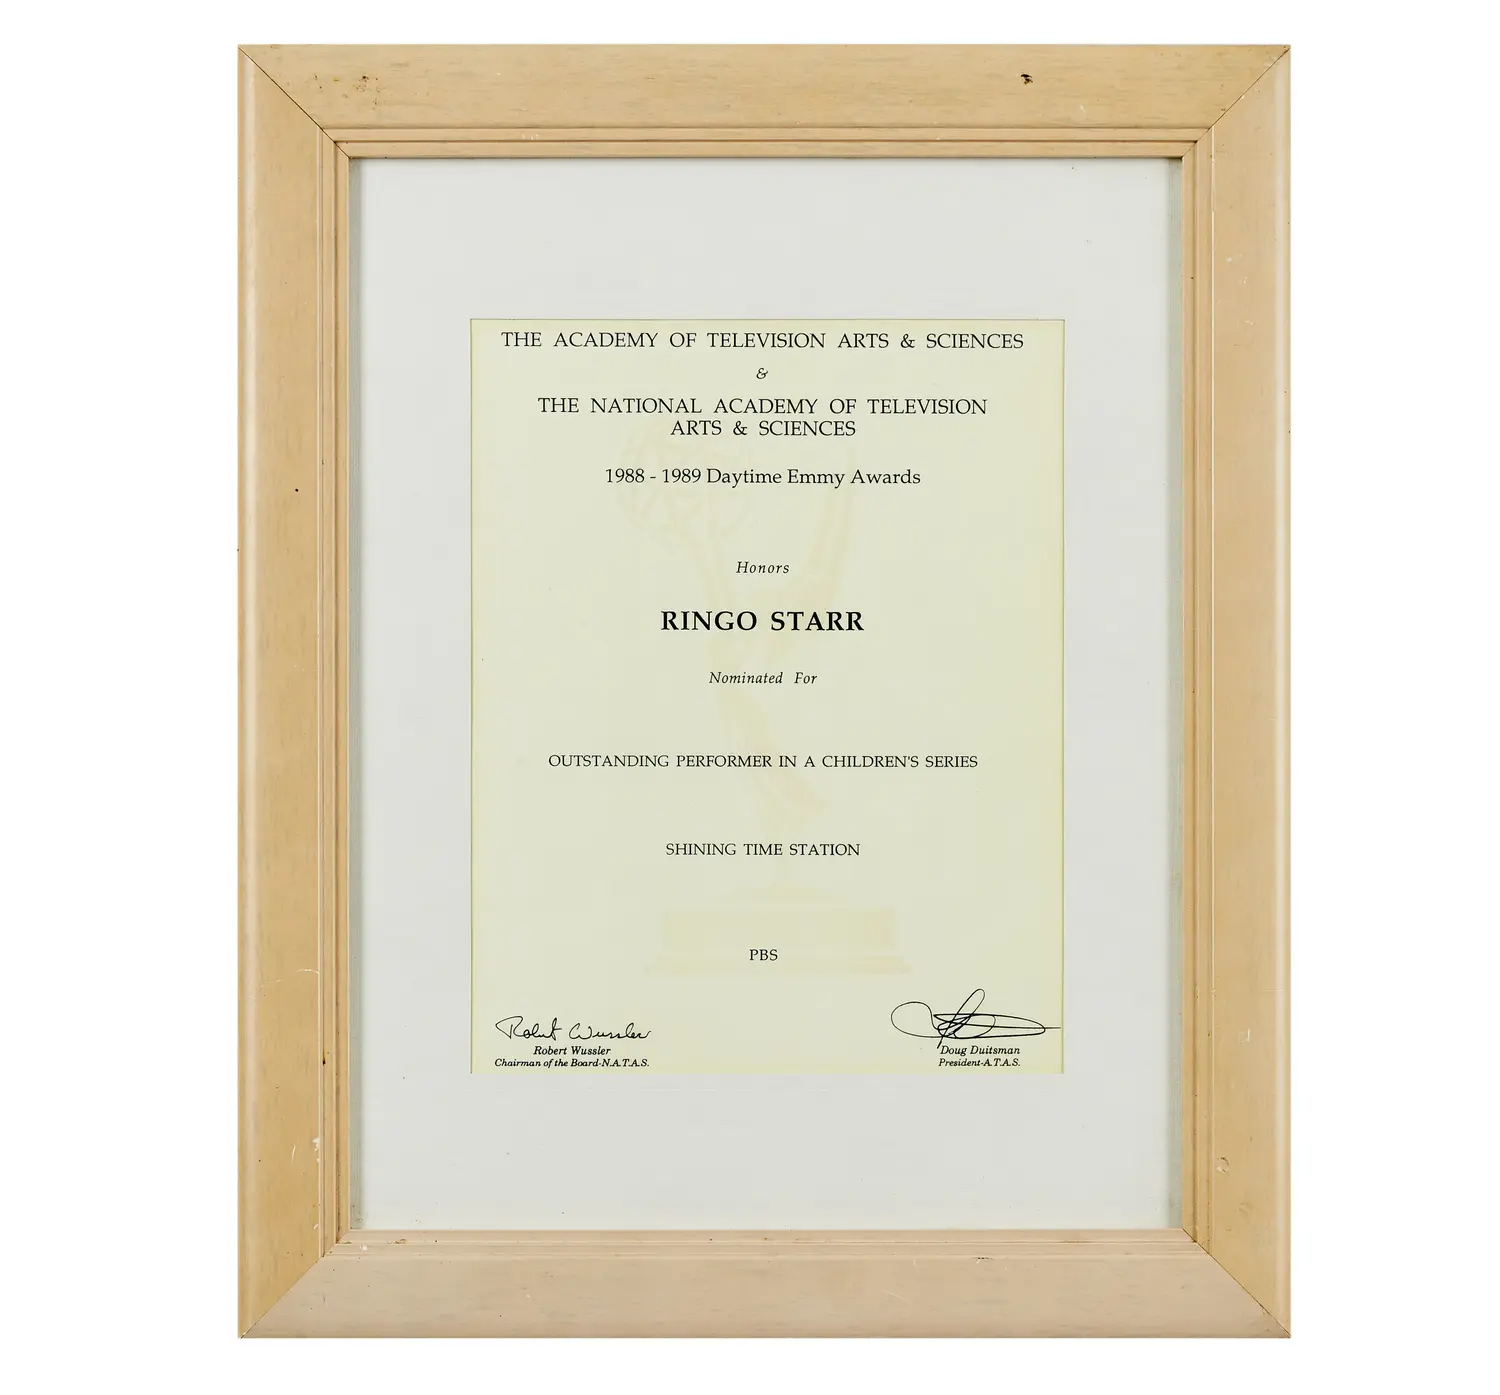 THE ACADEMY OF TELEVISION ARTS & SCIENCES
&
THE NATIONAL ACADEMY OF TELEVISION
ARTS & SCIENCES
1988 - 1989 Daytime Emmy Awards
Honors
RINGO STARR
Nominated For
OUTSTANDING PERFORMER IN A CHILDREN'S SERIES
SHINING TIME STATION
PBS
Robert Wussler
Robert Wussler
Chairman of the Board-N.A.T.A.S.
Doug Duitsman
President-A.T.A.S.